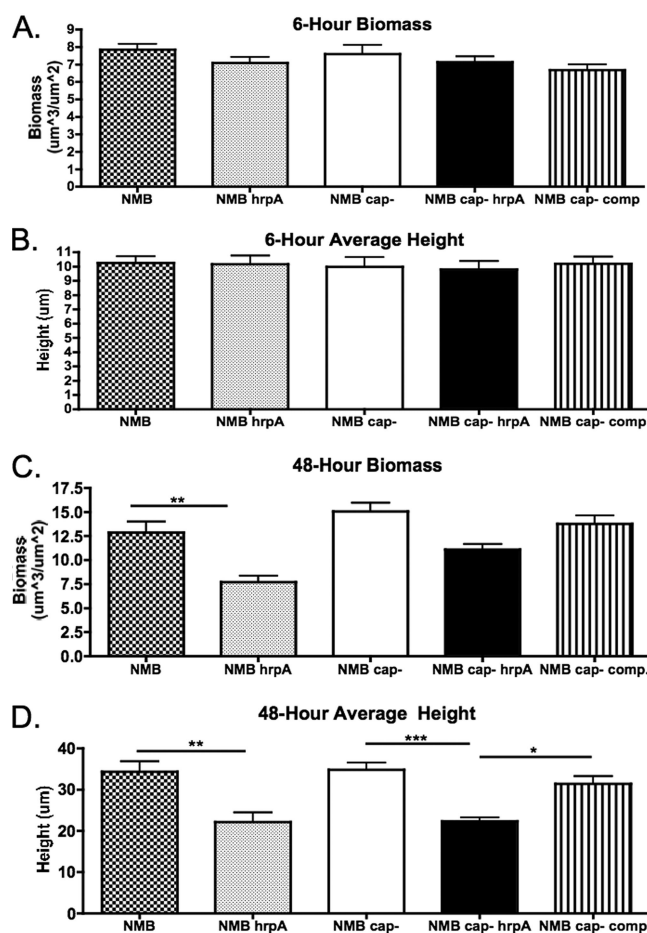 A.
6-Hour Biomass
Biomass
(um^3/um^2)
9
8
7
6
5
4
3
2
1
0
NMB NMB hrpA NMB cap- NMB cap- hrpA NMB cap- comp
B.
6-Hour Average Height
Height (um)
11
10
9
8
7
6
5
4
3
2
1
0
NMB NMB hrpA NMB cap- NMB cap- hrpA NMB cap- comp.
C.
48-Hour Biomass
Biomass
(um^3/um^2)
17.5
15.0
12.5
10.0
7.5
5.0
2.5
0.0
**
NMB NMB hrpA NMB cap- NMB cap- hrpA NMB cap- comp.
D.
48-Hour Average Height
Height (um)
40
30
20
10
0
** *** *
NMB NMB hrpA NMB cap- NMB cap- hrpA NMB cap- comp